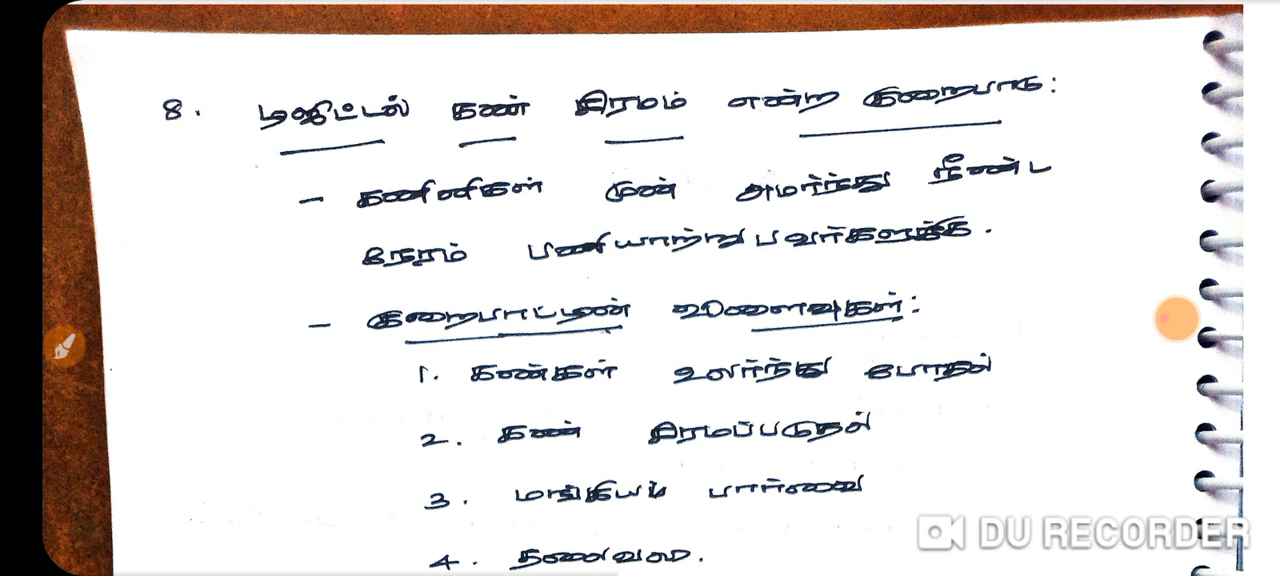 8. டிஜிட்டல் கண் சிரமம் என்ற குறைபாடு:
- கணினிகள் முன் அமர்ந்து நீண்ட
நேரம் பணியாற்றுபவர்களுக்கு.
- குறைபாட்டின் விளைவுகள்:
1. கண்கள் உலர்ந்து போதல்
2. கண் சிரமப்படுதல்
3. மங்கிய பார்வை
4. தலைவலி.
DU RECORDER